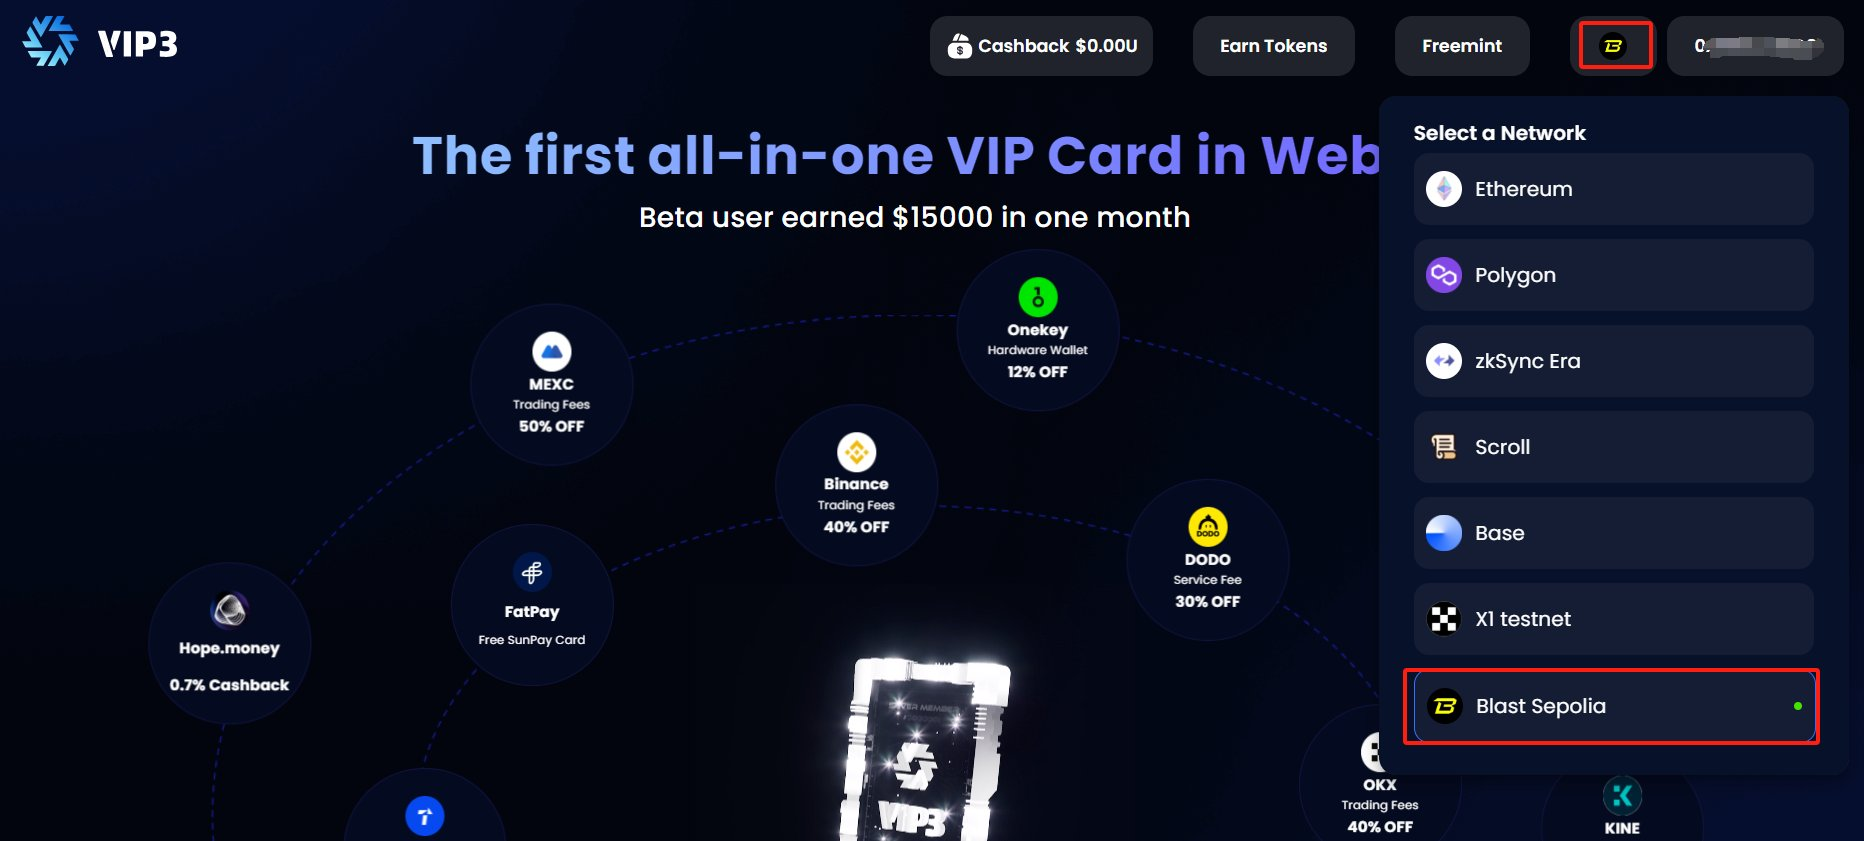 VIP3
Cashback $0.00U
Earn Tokens
Freemint
The first all-in-one VIP Card in Web
Beta user earned $15000 in one month
Select a Network
Ethereum
Polygon
zkSync Era
Scroll
Base
X1 testnet
Blast Sepolia
Onekey
Hardware Wallet
12% OFF
MEXC
Trading Fees
50% OFF
Binance
Trading Fees
40% OFF
DODO
DODO
Service Fee
30% OFF
FatPay
Free SunPay Card
Hope.money
0.7% Cashback
VIP3
OKX
Trading Fees
40% OFF
KINE